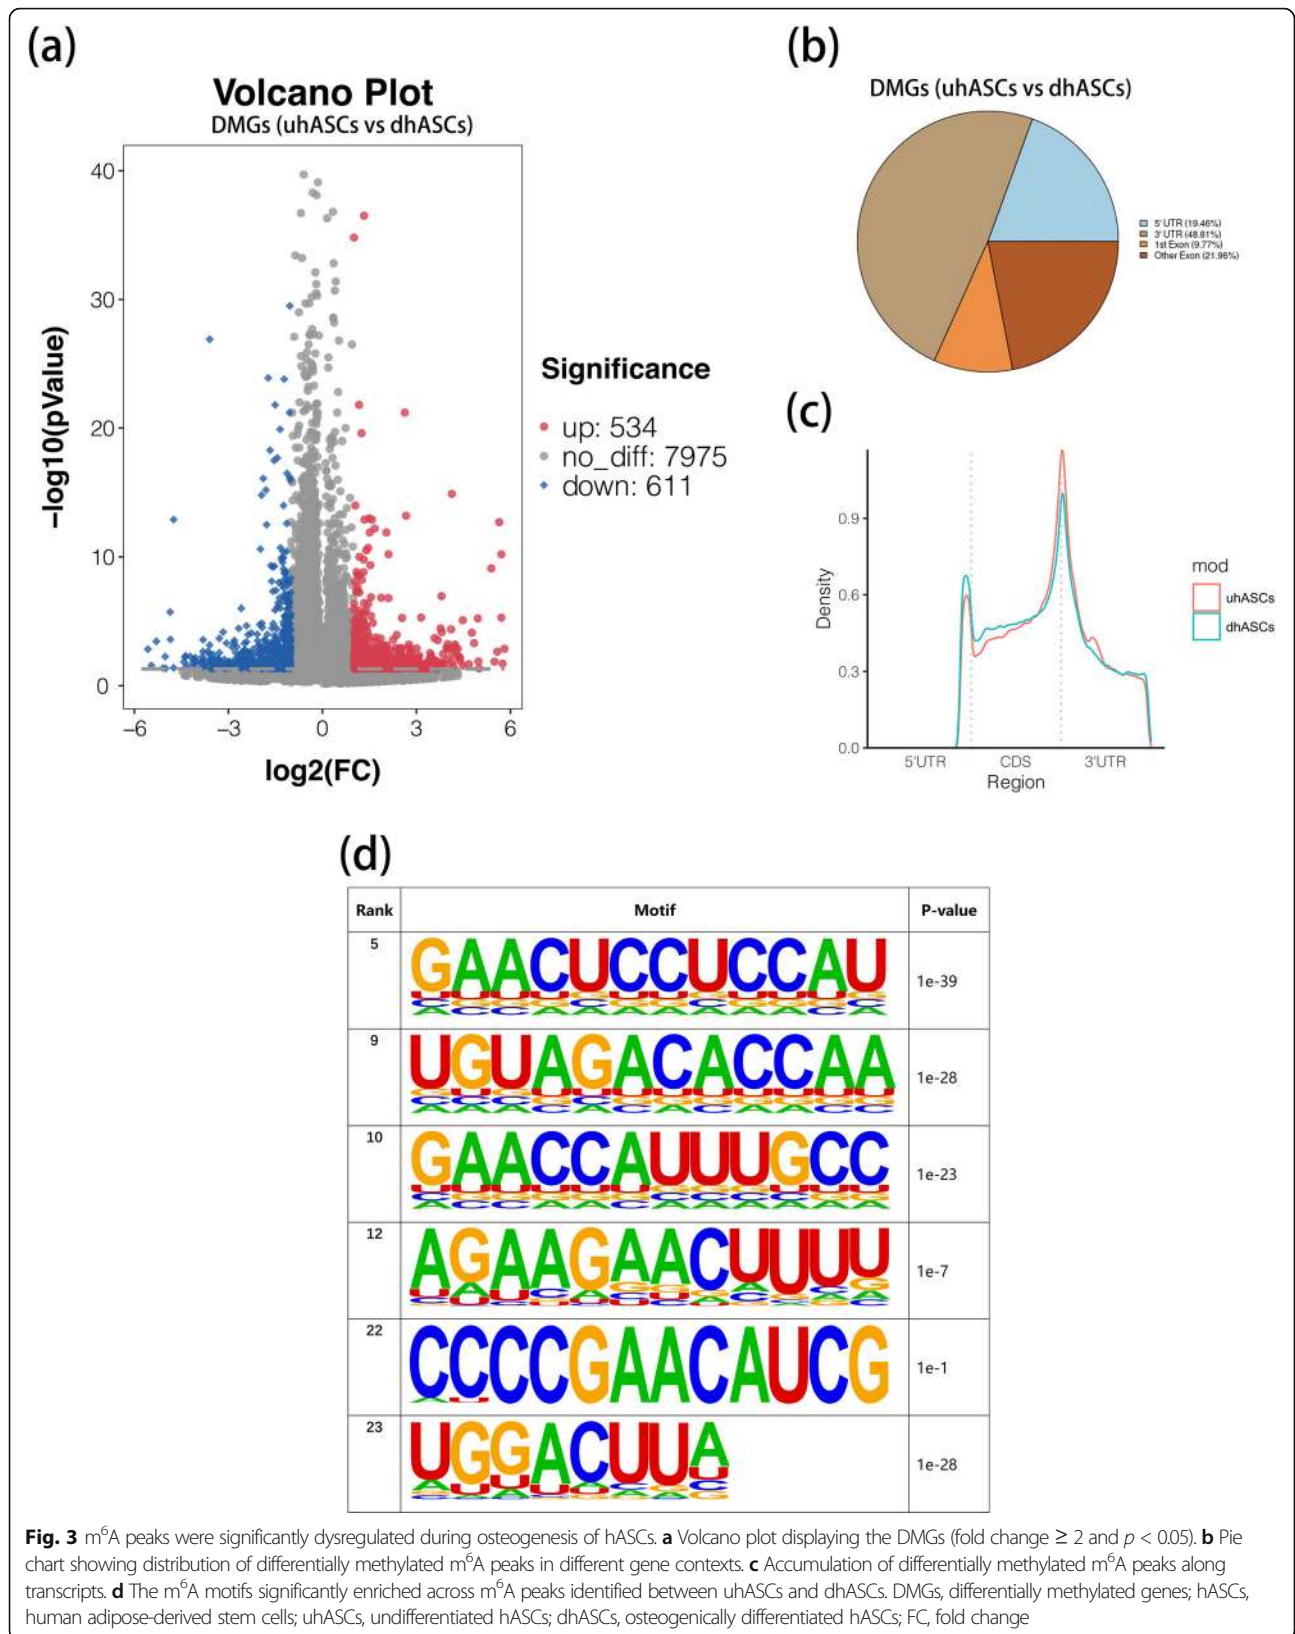 (a)
Volcano Plot
DMGs (uhASCs vs dhASCs)
40
30
20
10
0
−log10(pValue)
−6 −3 0 3 6
log2(FC)
Significance
up: 534
no_diff: 7975
down: 611
(b)
DMGs (uhASCs vs dhASCs)
5' UTR (19.46%)
3' UTR (48.81%)
1st Exon (9.77%)
Other Exon (21.96%)
(c)
0.9
0.6
0.3
0.0
Density
5'UTR CDS 3'UTR
Region
mod
uhASCs
dhASCs
(d)
Rank Motif P-value
5 GAACUCCUCCAU 1e-39
9 UGUAGACACCAA 1e-28
10 GAACCAUUUGCC 1e-23
12 AGAAGAACUUUU 1e-7
22 CCCCGAACAUCG 1e-1
23 UGGACUUA 1e-28
Fig. 3 m⁶A peaks were significantly dysregulated during osteogenesis of hASCs. a Volcano plot displaying the DMGs (fold change ≥ 2 and p < 0.05). b Pie
chart showing distribution of differentially methylated m⁶A peaks in different gene contexts. c Accumulation of differentially methylated m⁶A peaks along
transcripts. d The m⁶A motifs significantly enriched across m⁶A peaks identified between uhASCs and dhASCs. DMGs, differentially methylated genes; hASCs,
human adipose-derived stem cells; uhASCs, undifferentiated hASCs; dhASCs, osteogenically differentiated hASCs; FC, fold change